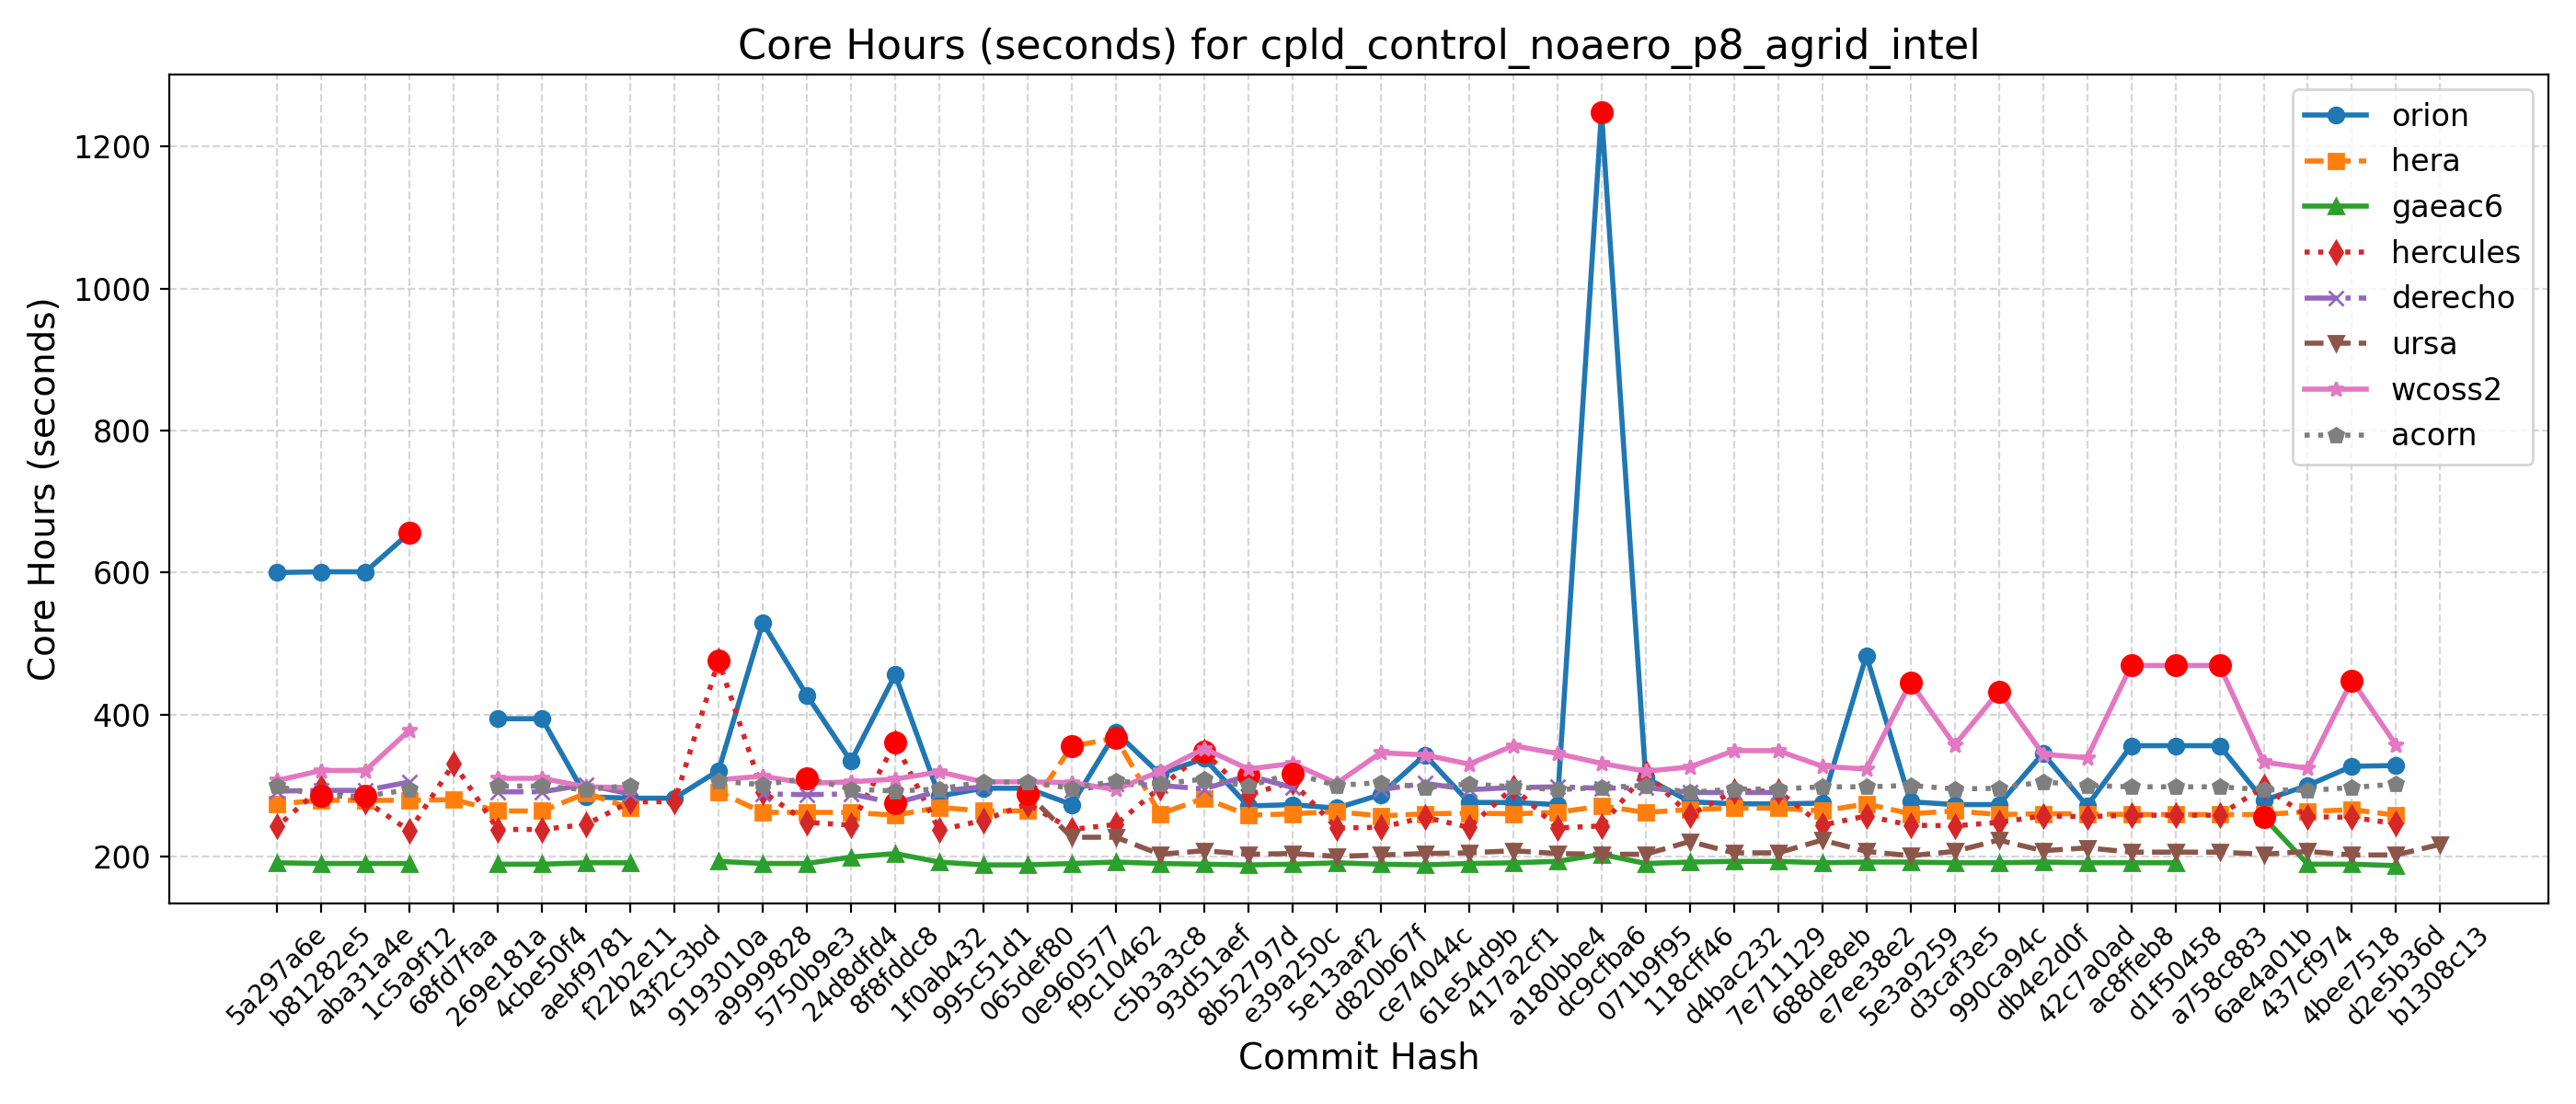 Core Hours (seconds) for cpld_control_noaero_p8_agrid_intel
Core Hours (seconds)
1200
1000
800
600
400
200
orion
hera
gaeac6
hercules
derecho
ursa
wcoss2
acorn
5a297a6e
b81282e5
aba31a4e
1c5a9f12
68fd7faa
269e181a
4cbe50f4
aebf9781
f22b2e11
43f2c3bd
9193010a
a9999828
5750b9e3
24d8dfd4
8f8fddc8
1f0ab432
995c51d1
065def80
0e960577
f9c10462
c5b3a3c8
93d51aef
8b52797d
e39a250c
5e13aaf2
d820b67f
ce74044c
61e54d9b
417a2cf1
a180bbe4
dc9cfba6
071b9f95
118cff46
d4bac232
7e711129
688dde8eb
e7ee38e2
5e3a9259
d3caf3e5
990ca94c
db4e2d0f
42c7a0ad
ac8ffeb8
d1f50458
a758c883
6ae4a01b
437cf974
4bee7518
d2e5b36d
b1308c13
Commit Hash